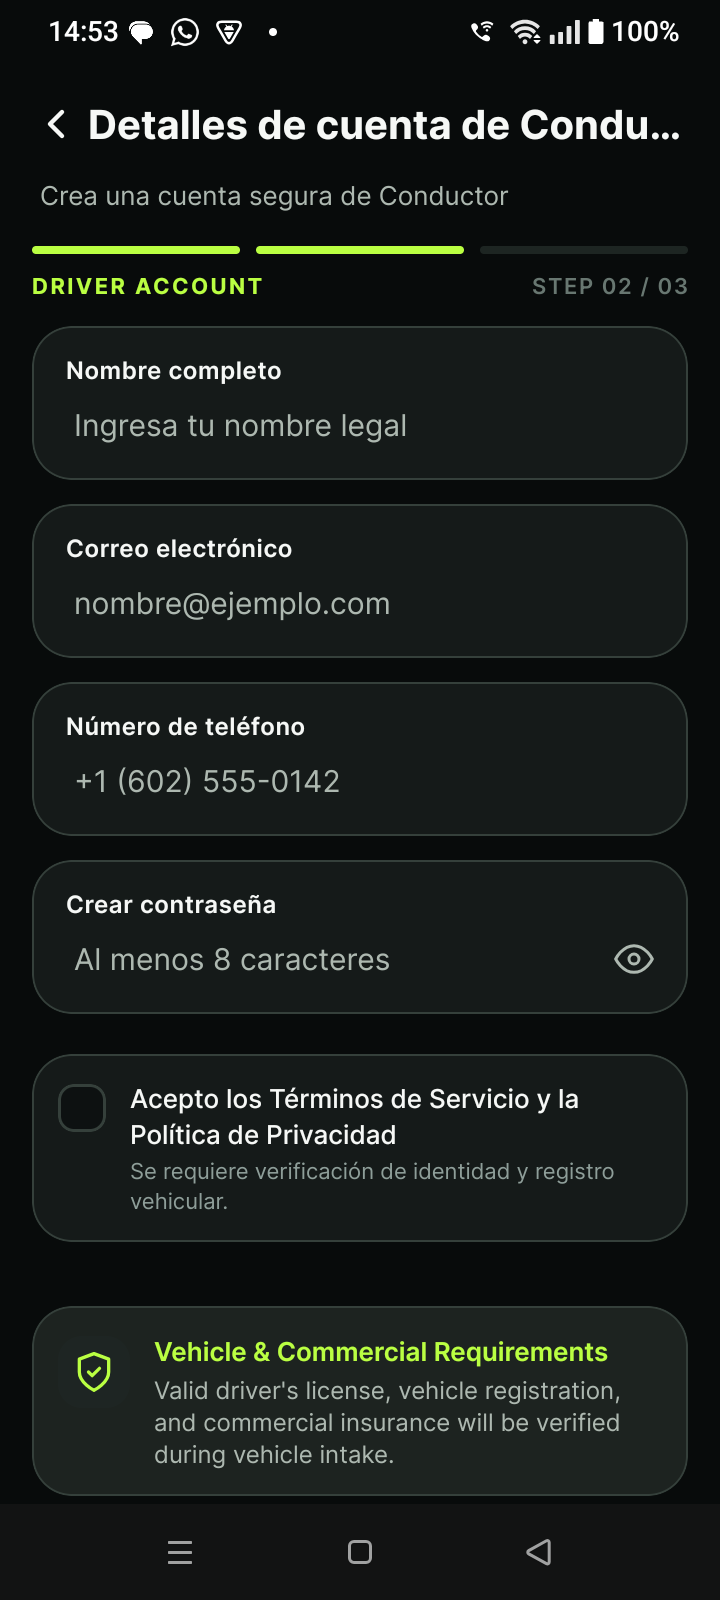 14:53
100%
Detalles de cuenta de Condu...
Crea una cuenta segura de Conductor
DRIVER ACCOUNT
STEP 02 / 03
Nombre completo
Ingresa tu nombre legal
Correo electrónico
nombre@ejemplo.com
Número de teléfono
+1 (602) 555-0142
Crear contraseña
Al menos 8 caracteres
Acepto los Términos de Servicio y la
Política de Privacidad
Se requiere verificación de identidad y registro
vehicular.
Vehicle & Commercial Requirements
Valid driver's license, vehicle registration,
and commercial insurance will be verified
during vehicle intake.